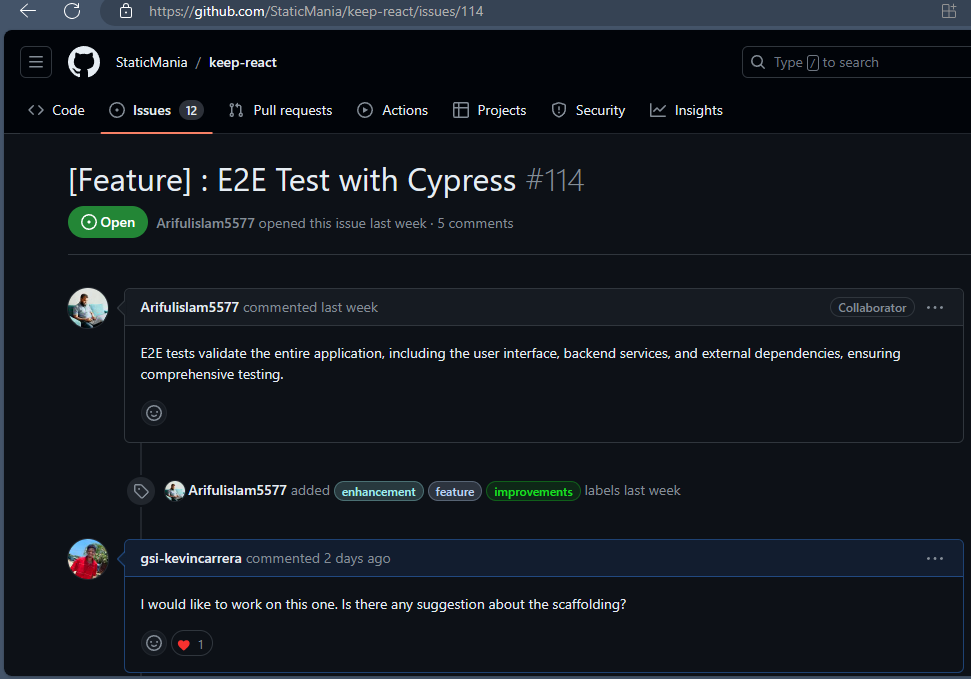 https://github.com/StaticMania/keep-react/issues/114
StaticMania / keep-react
Type / to search
Code Issues 12 Pull requests Actions Projects Security Insights
[Feature] : E2E Test with Cypress #114
Open Arifulislam5577 opened this issue last week · 5 comments
Arifulislam5577 commented last week Collaborator
E2E tests validate the entire application, including the user interface, backend services, and external dependencies, ensuring
comprehensive testing.
Arifulislam5577 added enhancement feature improvements labels last week
gsi-kevincarrera commented 2 days ago
I would like to work on this one. Is there any suggestion about the scaffolding?
1